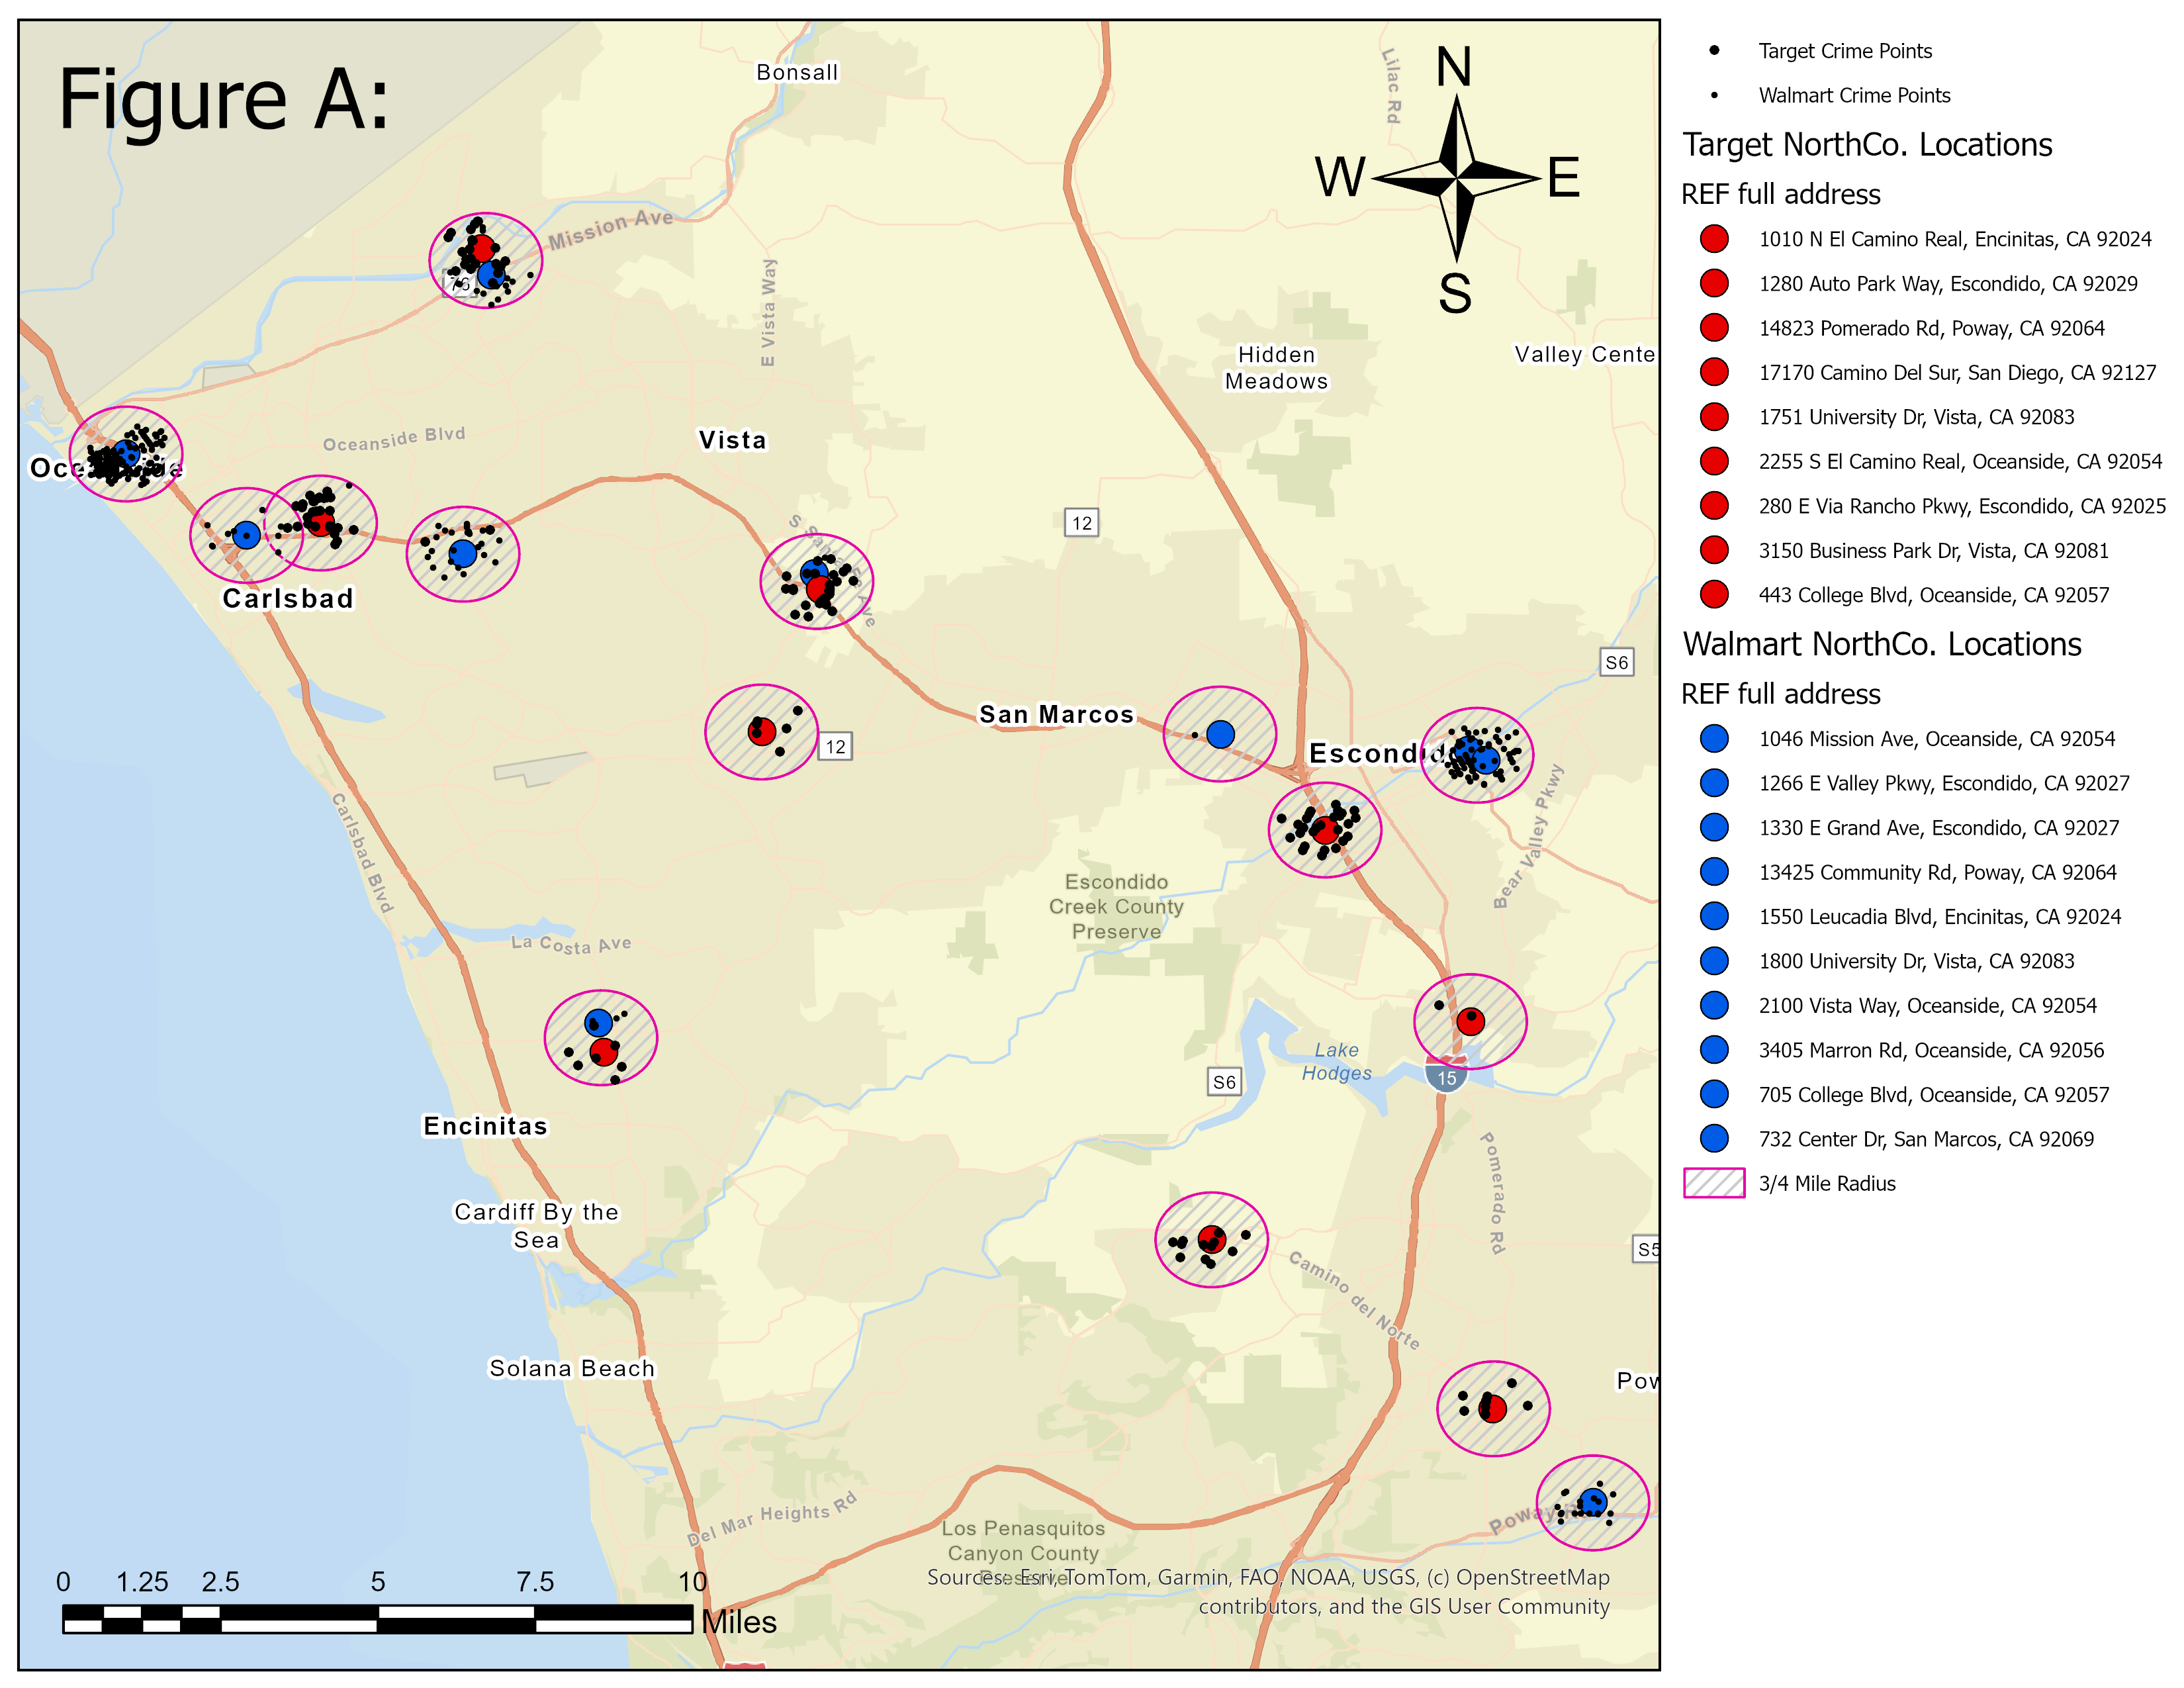 Figure A:
Bonsall
Lilac Rd
N
W
E
S
Mission Ave
76
E Vista Way
Hidden
Meadows
Valley Cente
Oceanside Blvd
Vista
Oceanside
S Santa Fe Ave
12
Carlsbad
S6
San Marcos
12
Escondido
Carlsbad Blvd
Bear Valley Pkwy
Escondido
Creek County
Preserve
La Costa Ave
Lake
Hodges
S6
15
Encinitas
Pomerado Rd
Cardiff By the
Sea
S5
Camino del Norte
Solana Beach
Pow
Del Mar Heights Rd
Poway
Los Penasquitos
Canyon County
Preserve
Sources: Esri, TomTom, Garmin, FAO, NOAA, USGS, (c) OpenStreetMap
contributors, and the GIS User Community
0 1.25 2.5 5 7.5 10
Miles
Target Crime Points
Walmart Crime Points
Target NorthCo. Locations
REF full address
1010 N El Camino Real, Encinitas, CA 92024
1280 Auto Park Way, Escondido, CA 92029
14823 Pomerado Rd, Poway, CA 92064
17170 Camino Del Sur, San Diego, CA 92127
1751 University Dr, Vista, CA 92083
2255 S El Camino Real, Oceanside, CA 92054
280 E Via Rancho Pkwy, Escondido, CA 92025
3150 Business Park Dr, Vista, CA 92081
443 College Blvd, Oceanside, CA 92057
Walmart NorthCo. Locations
REF full address
1046 Mission Ave, Oceanside, CA 92054
1266 E Valley Pkwy, Escondido, CA 92027
1330 E Grand Ave, Escondido, CA 92027
13425 Community Rd, Poway, CA 92064
1550 Leucadia Blvd, Encinitas, CA 92024
1800 University Dr, Vista, CA 92083
2100 Vista Way, Oceanside, CA 92054
3405 Marron Rd, Oceanside, CA 92056
705 College Blvd, Oceanside, CA 92057
732 Center Dr, San Marcos, CA 92069
3/4 Mile Radius